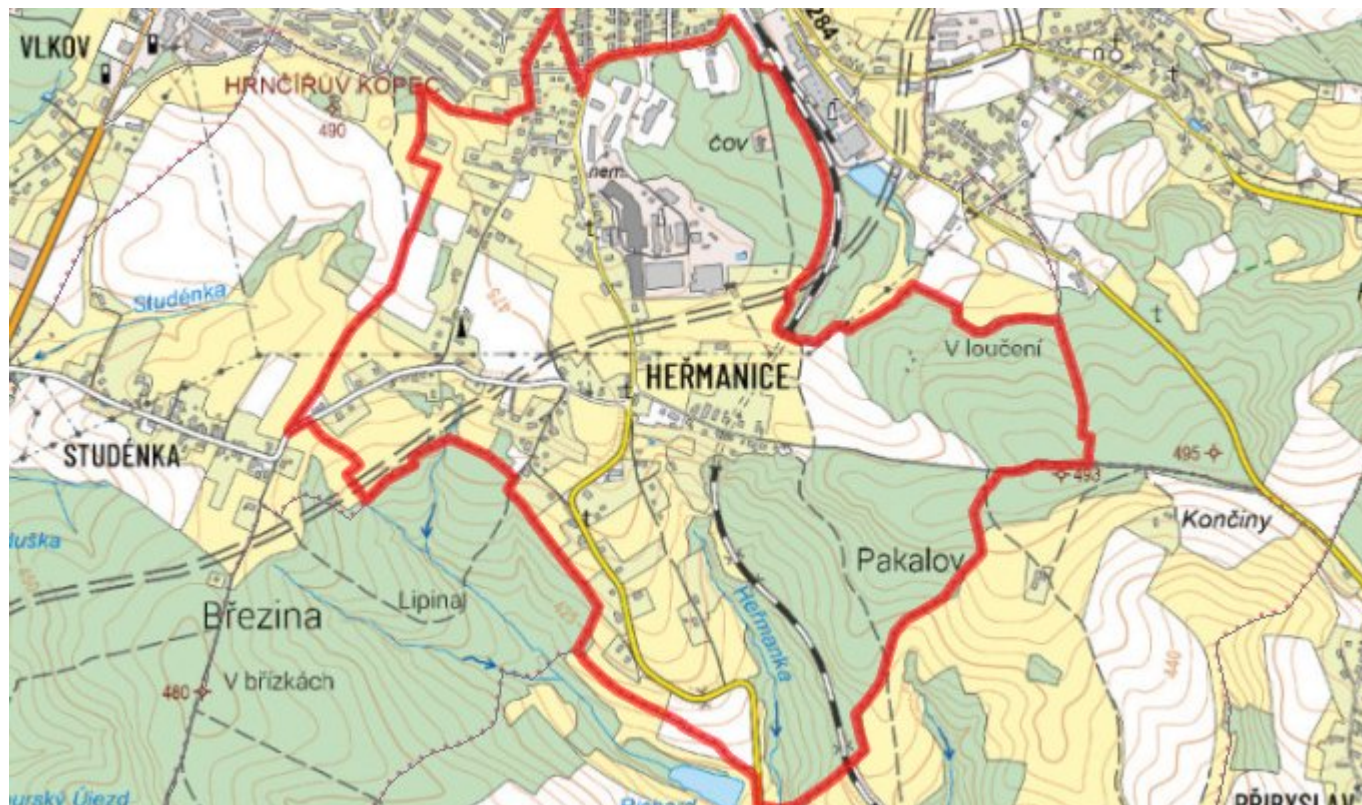 VLKOV
284
HRNČÍŘŮV KOPEC
490
ČOV
nem.
Studénka
475
V loučení
HEŘMANICE
STUDÉNKA
495
493
Končiny
Pakalov
Březina
Lipina
425
Heřmanka
V břízkách
480
440